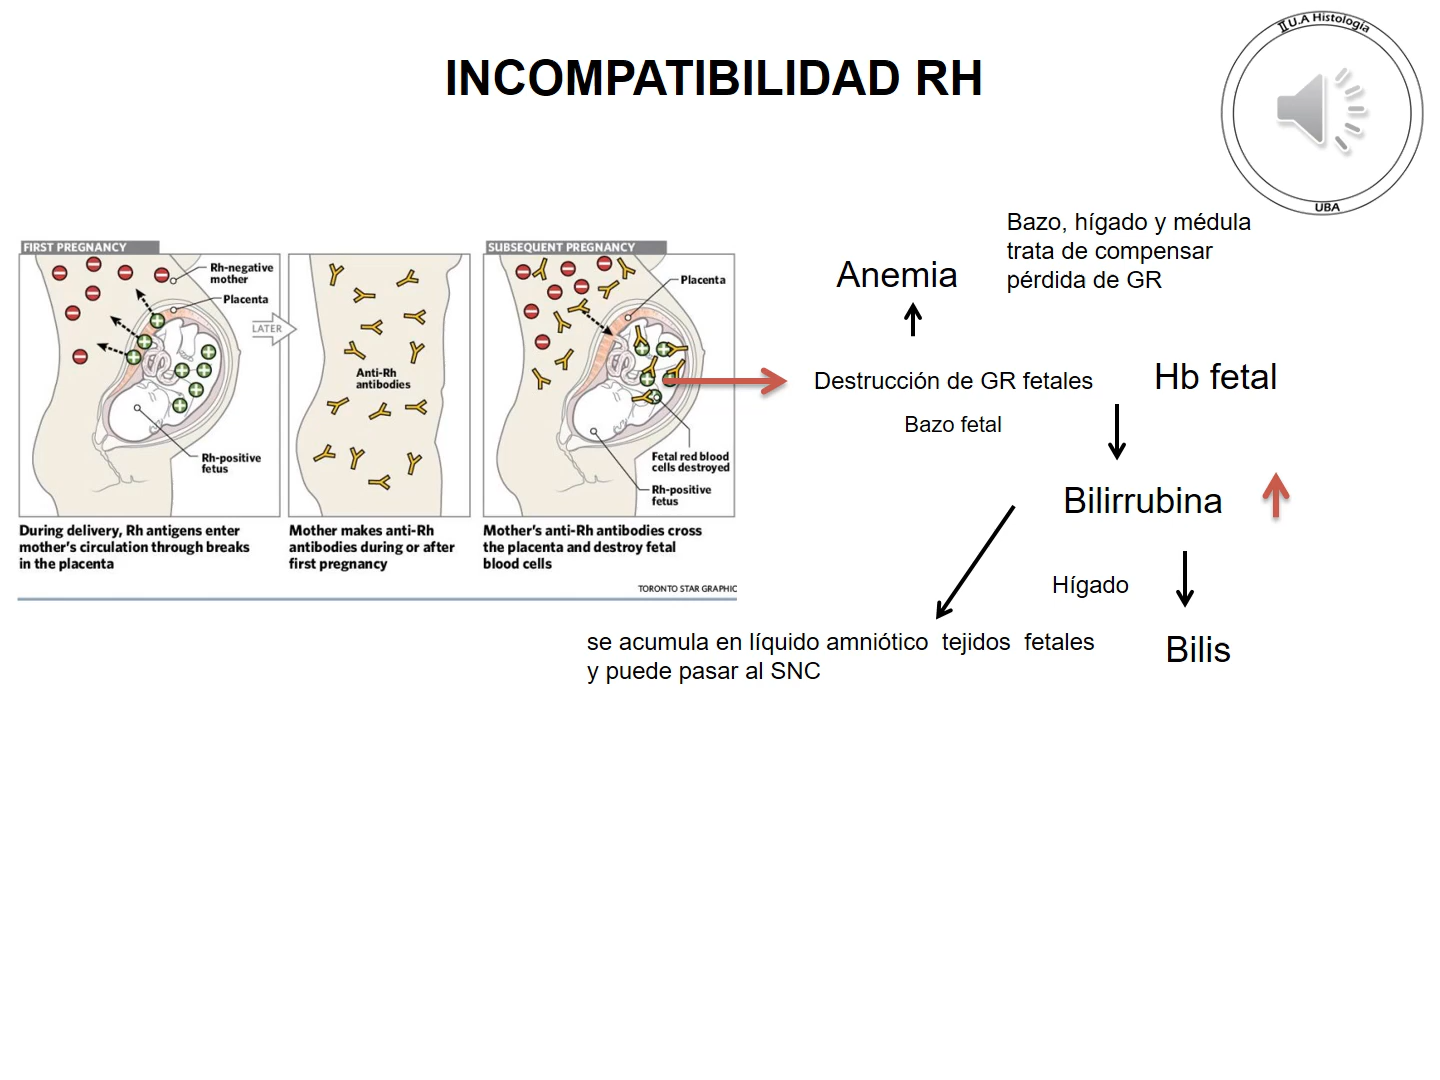 II U.A Histología
UBA
INCOMPATIBILIDAD RH
FIRST PREGNANCY
Rh-negative
mother
Placenta
Rh-positive
fetus
During delivery, Rh antigens enter
mother's circulation through breaks
in the placenta
LATER
Anti-Rh
antibodies
Mother makes anti-Rh
antibodies during or after
first pregnancy
SUBSEQUENT PREGNANCY
Placenta
Fetal red blood
cells destroyed
Rh-positive
fetus
Mother's anti-Rh antibodies cross
the placenta and destroy fetal
blood cells
TORONTO STAR GRAPHIC
Anemia
Bazo, hígado y médula
trata de compensar
pérdida de GR
Destrucción de GR fetales
Hb fetal
Bazo fetal
Bilirrubina
Hígado
se acumula en líquido amniótico tejidos fetales
y puede pasar al SNC
Bilis